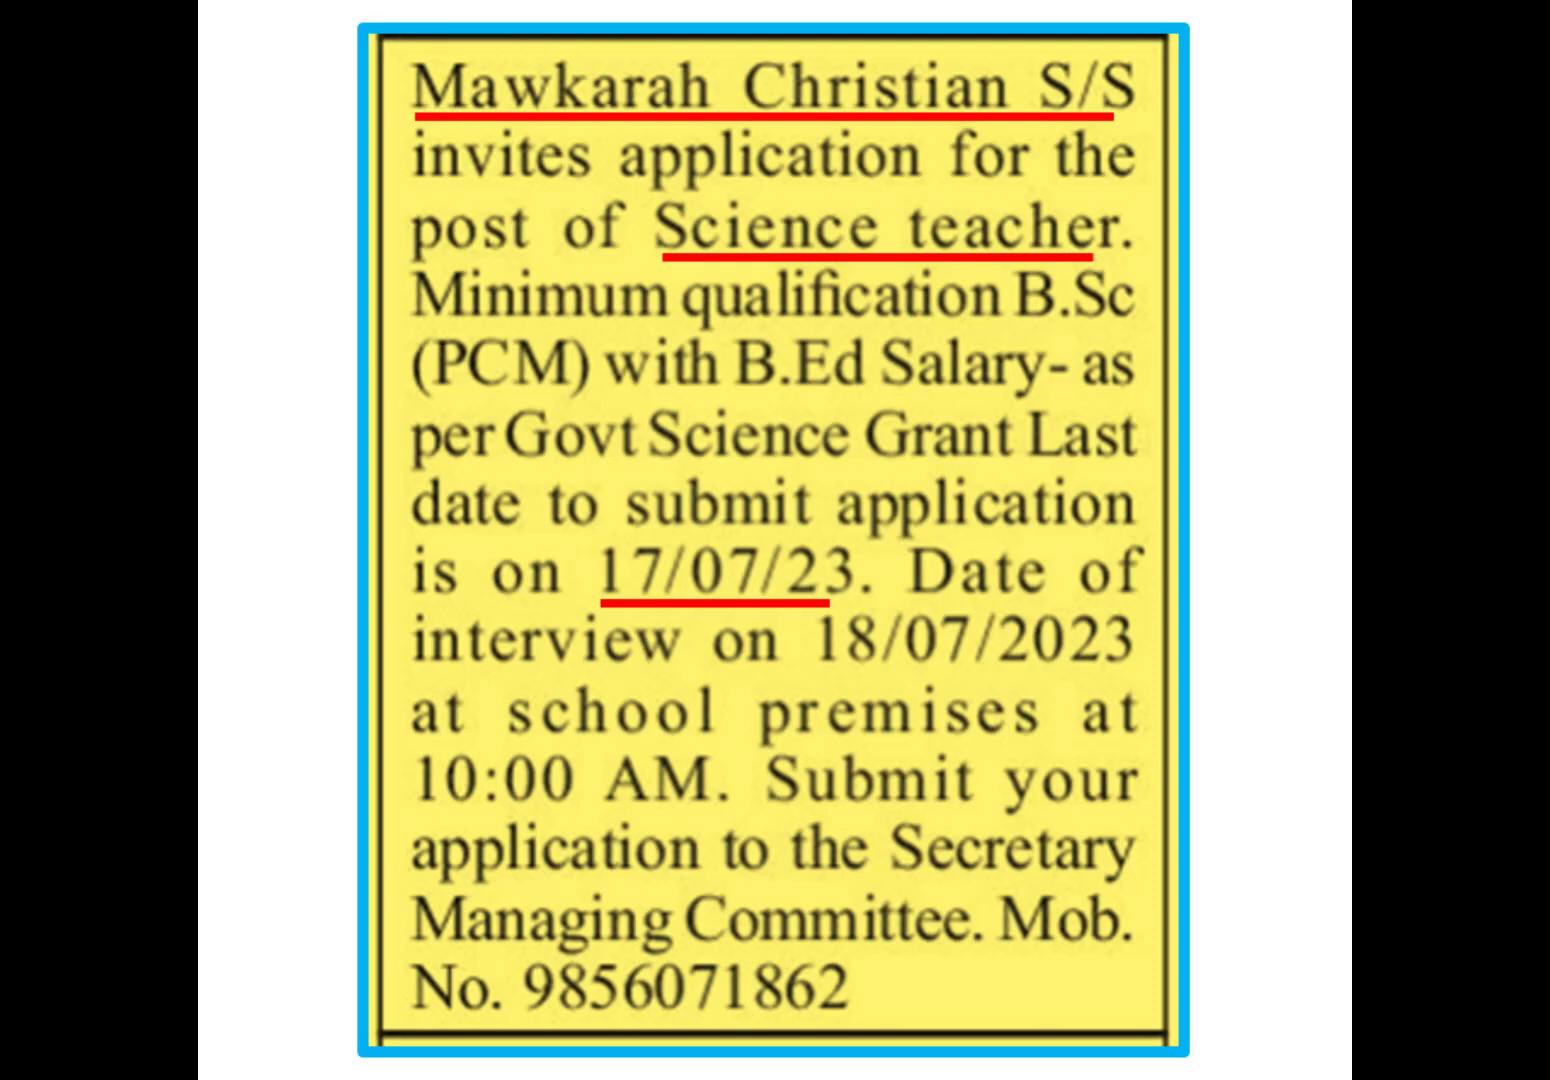 Mawkarah Christian S/S
invites application for the
post of Science teacher.
Minimum qualification B.Sc
(PCM) with B.Ed Salary- as
per Govt Science Grant Last
date to submit application
is on 17/07/23. Date of
interview on 18/07/2023
at school premises at
10:00 AM. Submit your
application to the Secretary
Managing Committee. Mob.
No. 9856071862